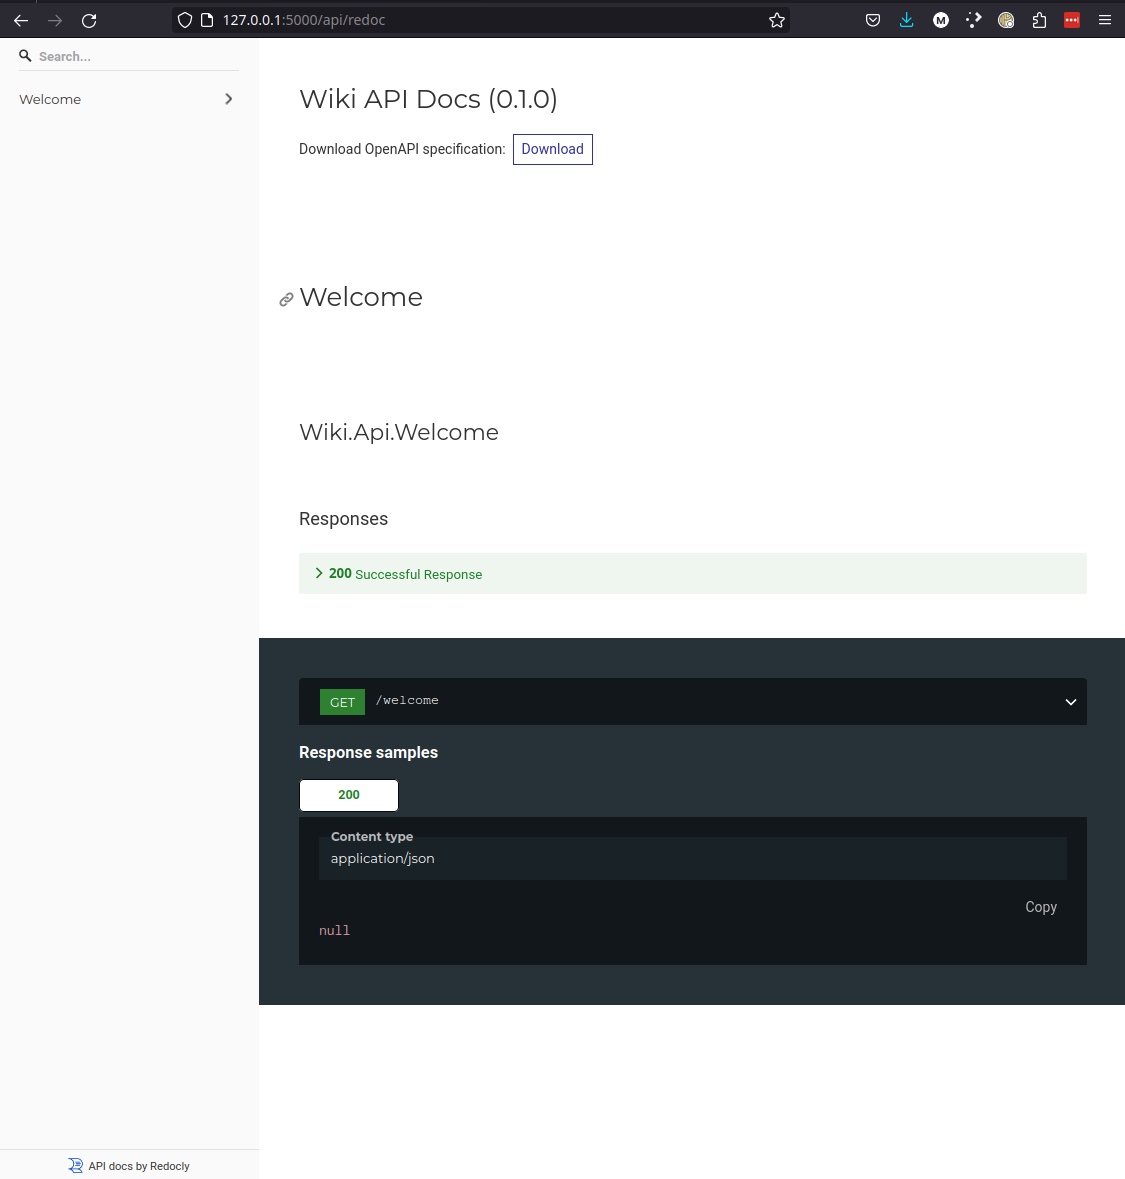 127.0.0.1:5000/api/redoc
M
Search...
Welcome
Wiki API Docs (0.1.0)
Download OpenAPI specification: Download
Welcome
Wiki.Api.Welcome
Responses
200 Successful Response
GET /welcome
Response samples
200
Content type
application/json
Copy
null
API docs by Redocly